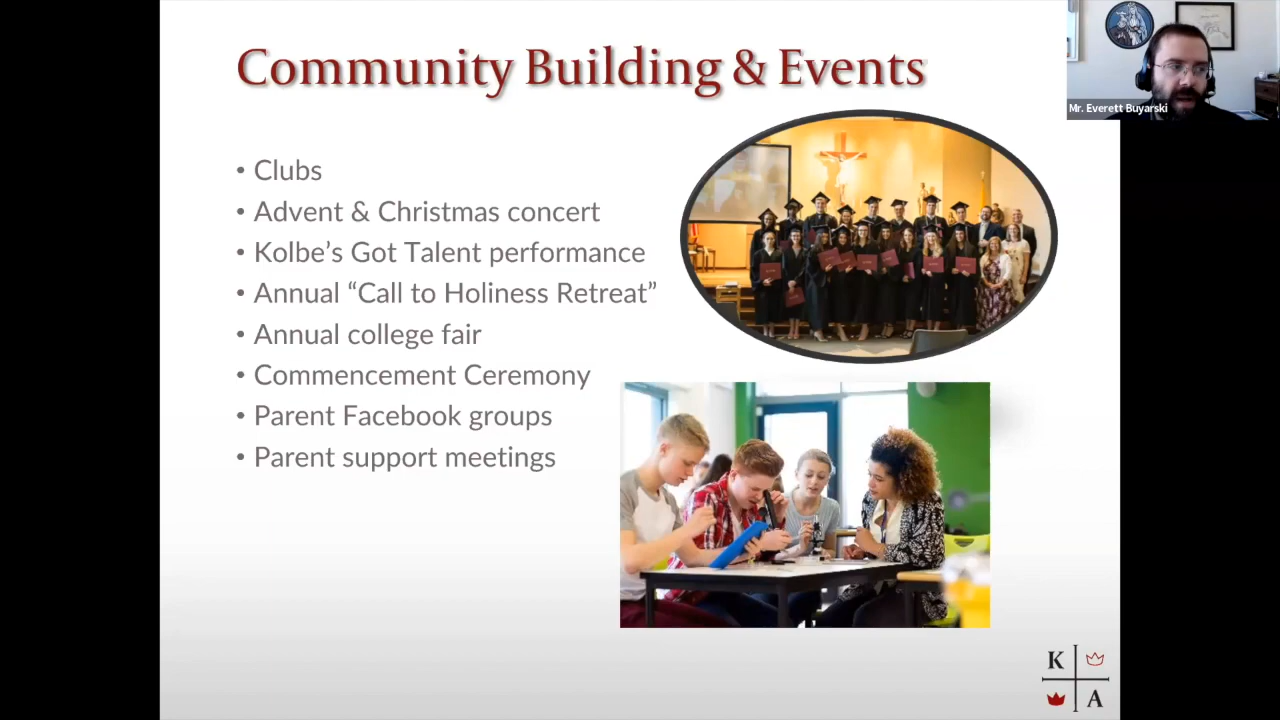 Community Building & Events
Mr. Everett Buyarski
• Clubs
• Advent & Christmas concert
• Kolbe’s Got Talent performance
• Annual “Call to Holiness Retreat”
• Annual college fair
• Commencement Ceremony
• Parent Facebook groups
• Parent support meetings
K
A